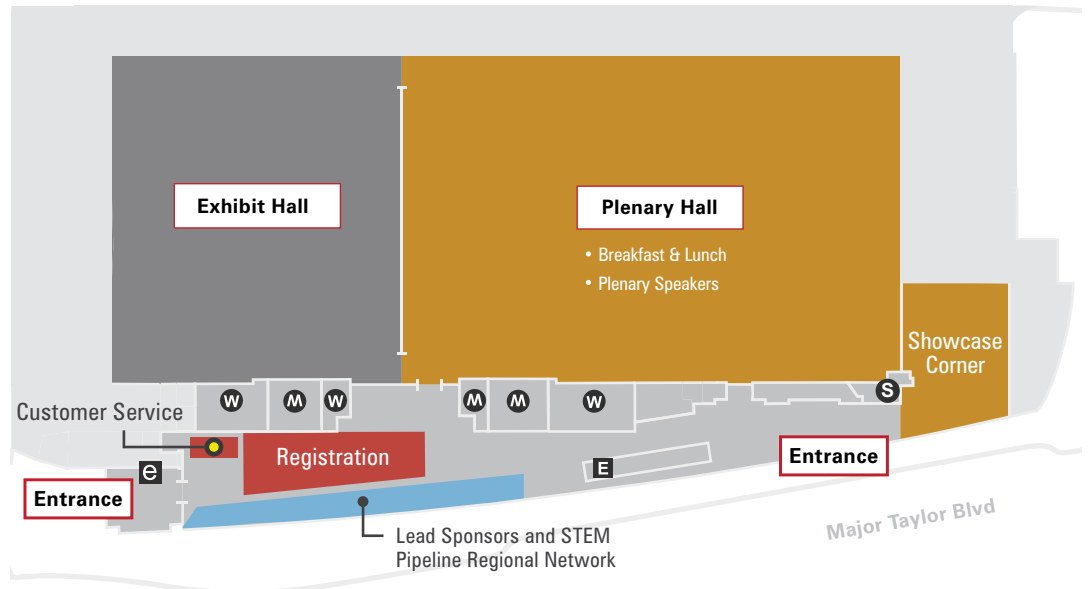 Exhibit Hall
Plenary Hall
• Breakfast & Lunch
• Plenary Speakers
Showcase
Corner
W
M
W
M
M
W
S
Customer Service
Registration
e
E
Entrance
Entrance
Lead Sponsors and STEM
Pipeline Regional Network
Major Taylor Blvd